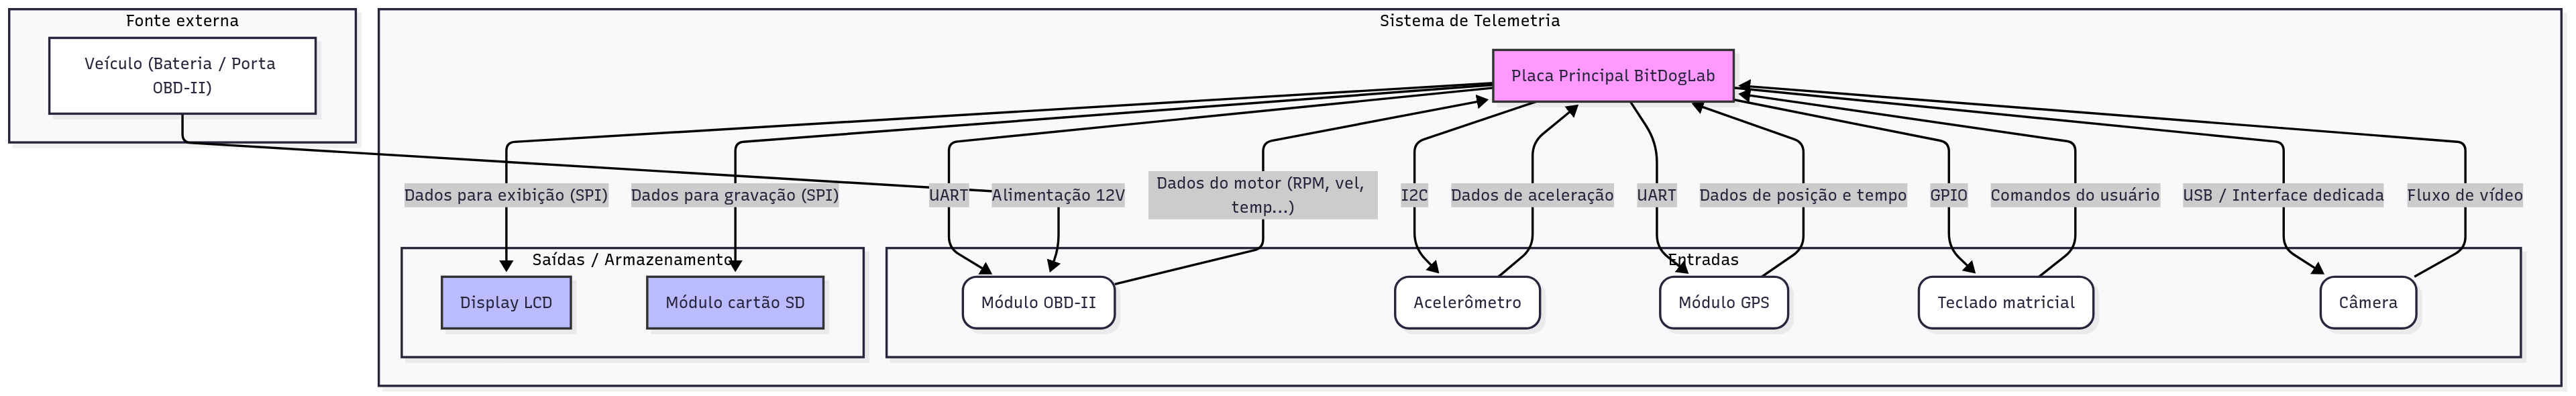 Fonte externa
Sistema de Telemetria
Veículo (Bateria / Porta
OBD-II)
Placa Principal BitDogLab
Dados para exibição (SPI)
Dados para gravação (SPI)
UART
Alimentação 12V
Dados do motor (RPM, vel,
temp...)
I2C
Dados de aceleração
UART
Dados de posição e tempo
GPIO
Comandos do usuário
USB / Interface dedicada
Fluxo de vídeo
Saídas / Armazenamento
Entradas
Display LCD
Módulo cartão SD
Módulo OBD-II
Acelerômetro
Módulo GPS
Teclado matricial
Câmera